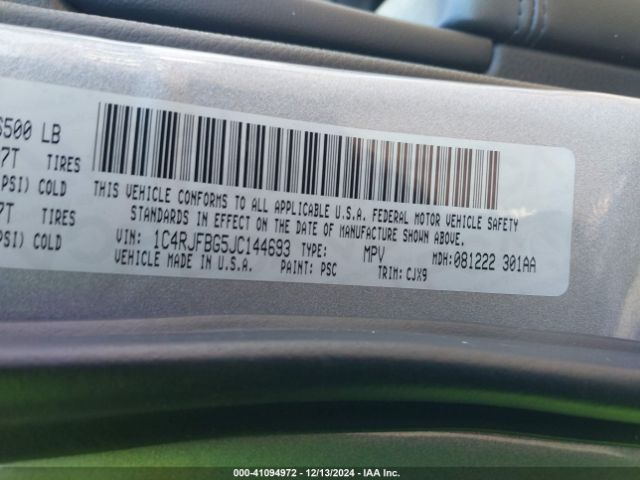 6500 LB
7T TIRES
PSI) COLD
7T TIRES
PSI) COLD
THIS VEHICLE CONFORMS TO ALL APPLICABLE U.S.A. FEDERAL MOTOR VEHICLE SAFETY
STANDARDS IN EFFECT ON THE DATE OF MANUFACTURE SHOWN ABOVE.
VIN: 1C4RJFBG5JC144693 TYPE: MPV MDH:081222 301AA
VEHICLE MADE IN U.S.A. PAINT: PSC TRIM: CJX9
000-41094972 - 12/13/2024 - IAA Inc.